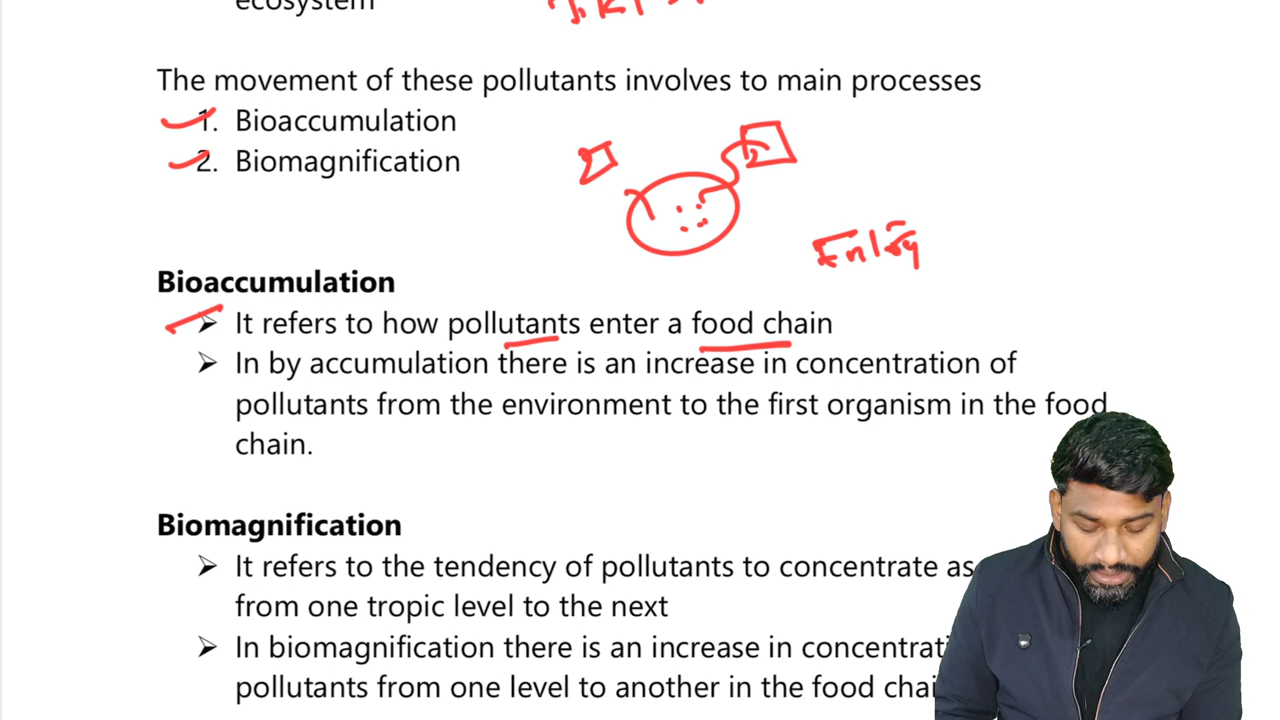 ecosystem
The movement of these pollutants involves to main processes
1. Bioaccumulation
2. Biomagnification
Bioaccumulation
➢ It refers to how pollutants enter a food chain
➢ In by accumulation there is an increase in concentration of
pollutants from the environment to the first organism in the food
chain.
Biomagnification
➢ It refers to the tendency of pollutants to concentrate as
from one tropic level to the next
➢ In biomagnification there is an increase in
pollutants from one level to another in the food